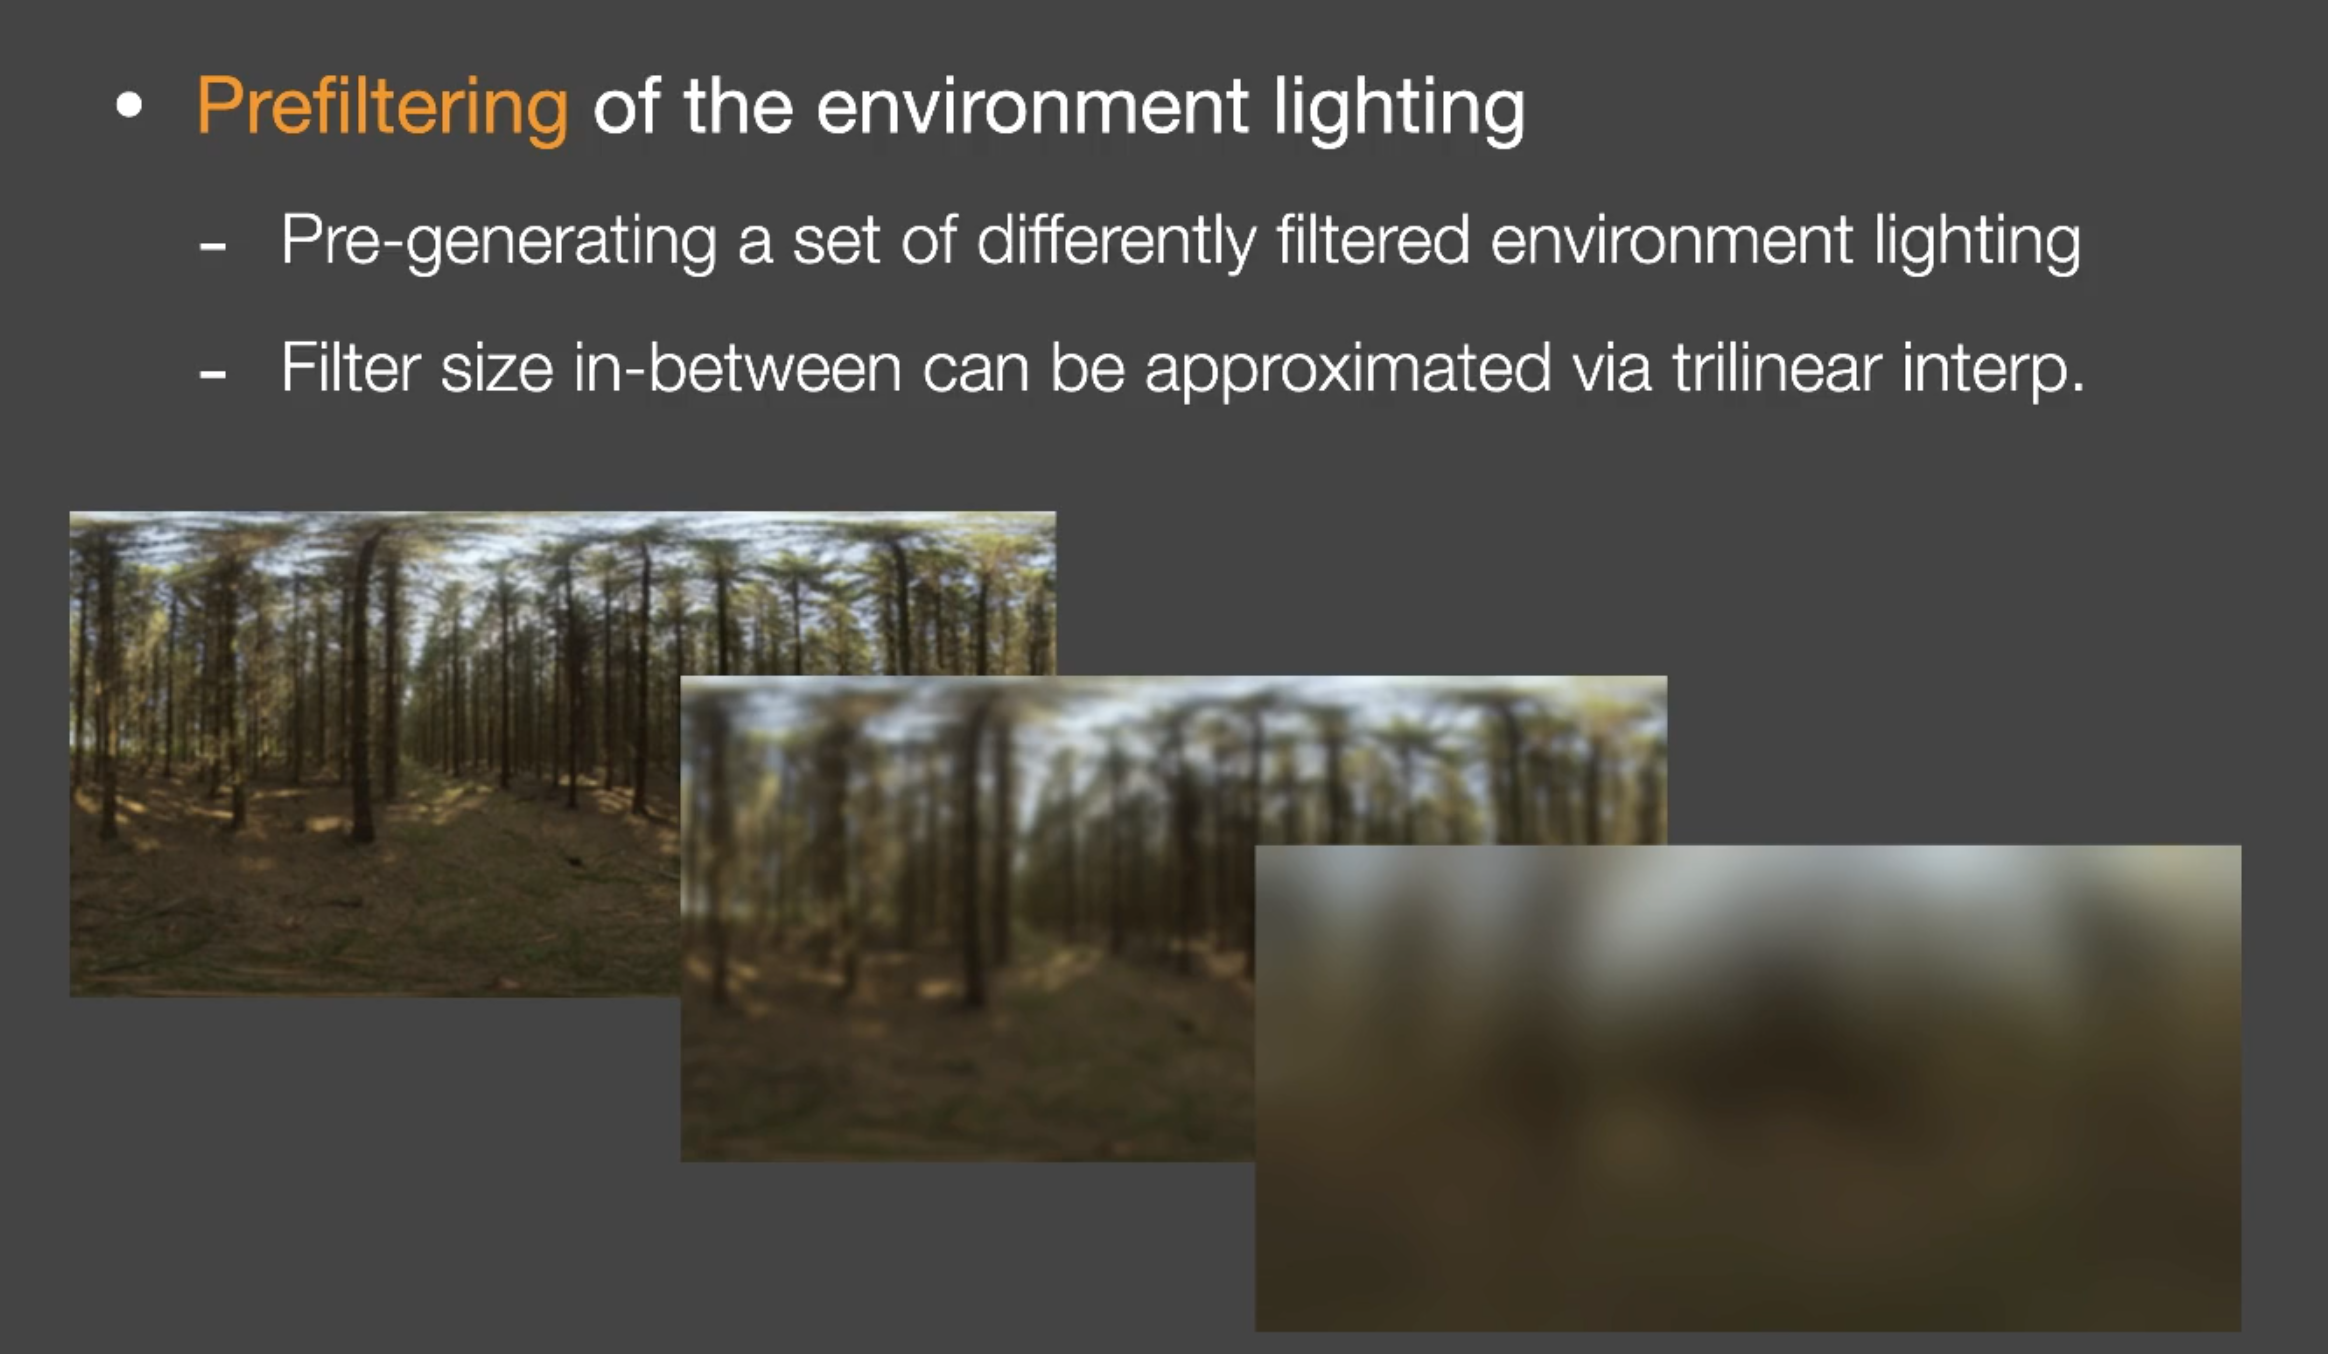 • Prefiltering of the environment lighting
- Pre-generating a set of differently filtered environment lighting
- Filter size in-between can be approximated via trilinear interp.